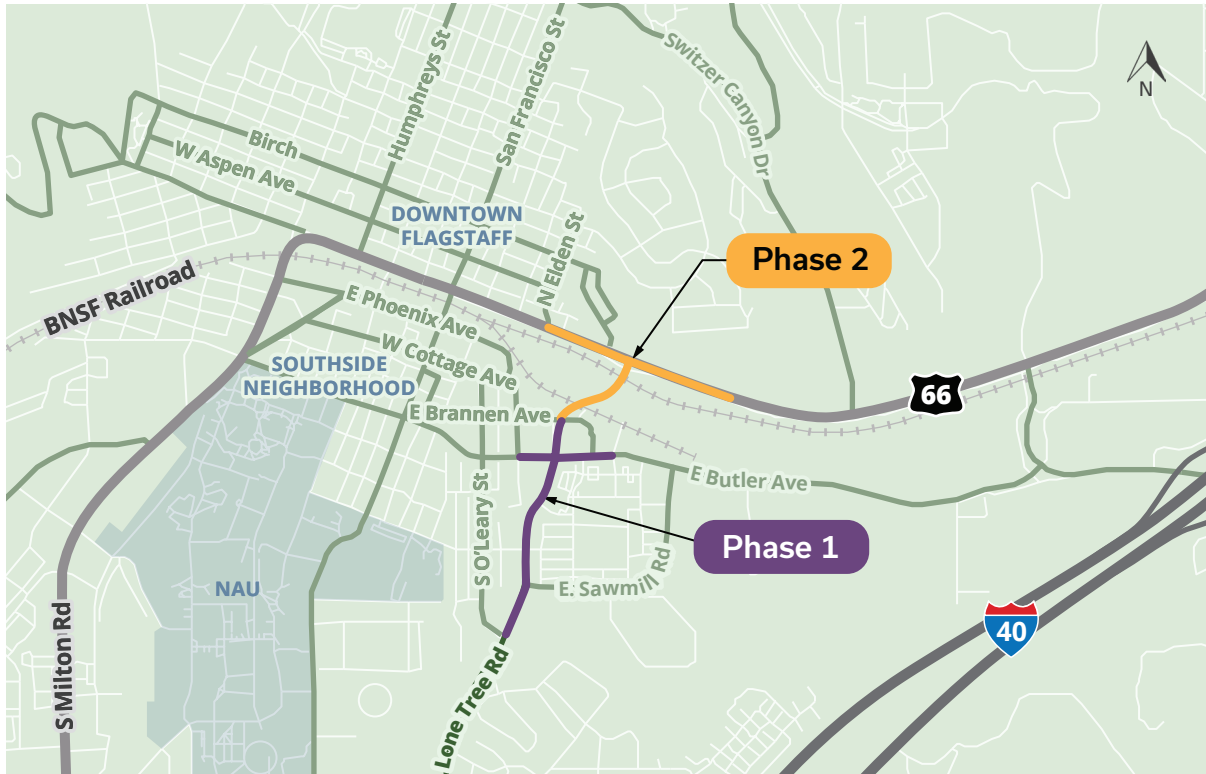 Humphreys St
San Francisco St
Switzer Canyon Dr
N
Birch
W Aspen Ave
DOWNTOWN
FLAGSTAFF
N Elden St
Phase 2
BNSF Railroad
E Phoenix Ave
W Cottage Ave
SOUTHSIDE
NEIGHBORHOOD
66
E Brannen Ave
E Butler Ave
S O'Leary St
Phase 1
E. Sawmill Rd
NAU
40
S Milton Rd
Lone Tree Rd